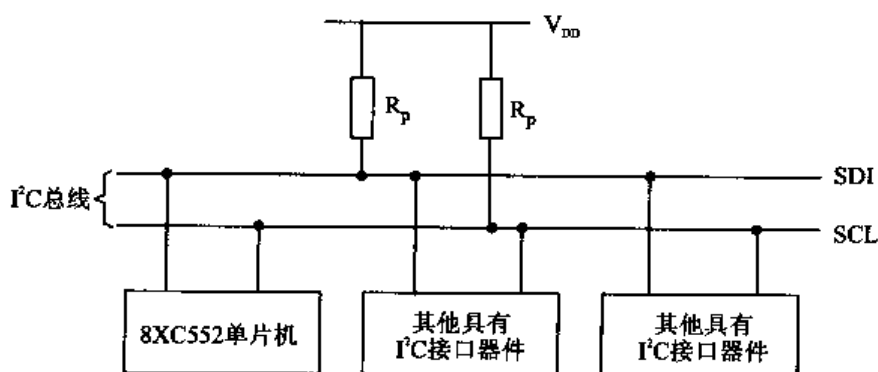 V_DD
R_p
R_p
I²C总线
SDI
SCL
8XC552单片机
其他具有
I²C接口器件
其他具有
I²C接口器件